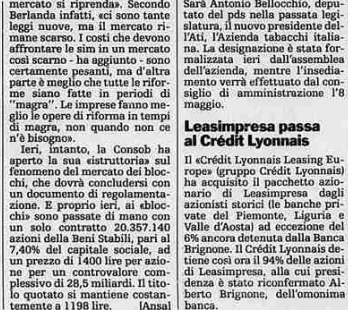 mercato si riprenda». Secondo
Berlanda infatti, «ci sono tante
leggi nuove, ma il mercato ri-
mane scarso. I costi che devono
affrontare le sim in un mercato
così scarno - ha aggiunto - sono
certamente pesanti, ma d'altra
parte è meglio che tutte le rifor-
me siano fatte in periodi di
"magra". Le imprese fanno me-
glio le opere di riforma in tempi
di magra, non quando non ce
n'è bisogno».
Ieri, intanto, la Consob ha
aperto la sua «istruttoria» sul
fenomeno del mercato dei bloc-
chi, che dovrà concludersi con
un documento di regolamenta-
zione. E proprio ieri, ai «bloc-
chi» sono passate di mano con
un solo contratto 20.357.140
azioni della Beni Stabili, pari al
7,40% del capitale sociale, ad
un prezzo di 1400 lire per azio-
ne per un controvalore com-
plessivo di 28,5 miliardi. Il tito-
lo quotato si mantiene costan-
temente a 1198 lire. [Ansa]
Sarà Antonio Bellocchio, depu-
tato del pds nella passata legi-
slatura, il nuovo presidente del-
l'Ati, l'Azienda tabacchi italia-
na. La designazione è stata for-
malizzata ieri dall'assemblea
dell'azienda, mentre l'insedia-
mento verrà effettuato dal con-
siglio di amministrazione l'8
maggio.
Leasimpresa passa
al Crédit Lyonnais
Il «Crédit Lyonnais Leasing Eu-
rope» (gruppo Crédit Lyonnais)
ha acquisito il pacchetto azio-
nario di Leasimpresa dagli
azionisti storici (le banche pri-
vate del Piemonte, Liguria e
Valle d'Aosta) ad eccezione del
6% ancora detenuta dalla Banca
Brignone. Il Crédit Lyonnais de-
tiene così ora il 94% delle azioni
di Leasimpresa, alla cui presi-
denza è stato riconfermato Al-
berto Brignone, dell'omonima
banca.